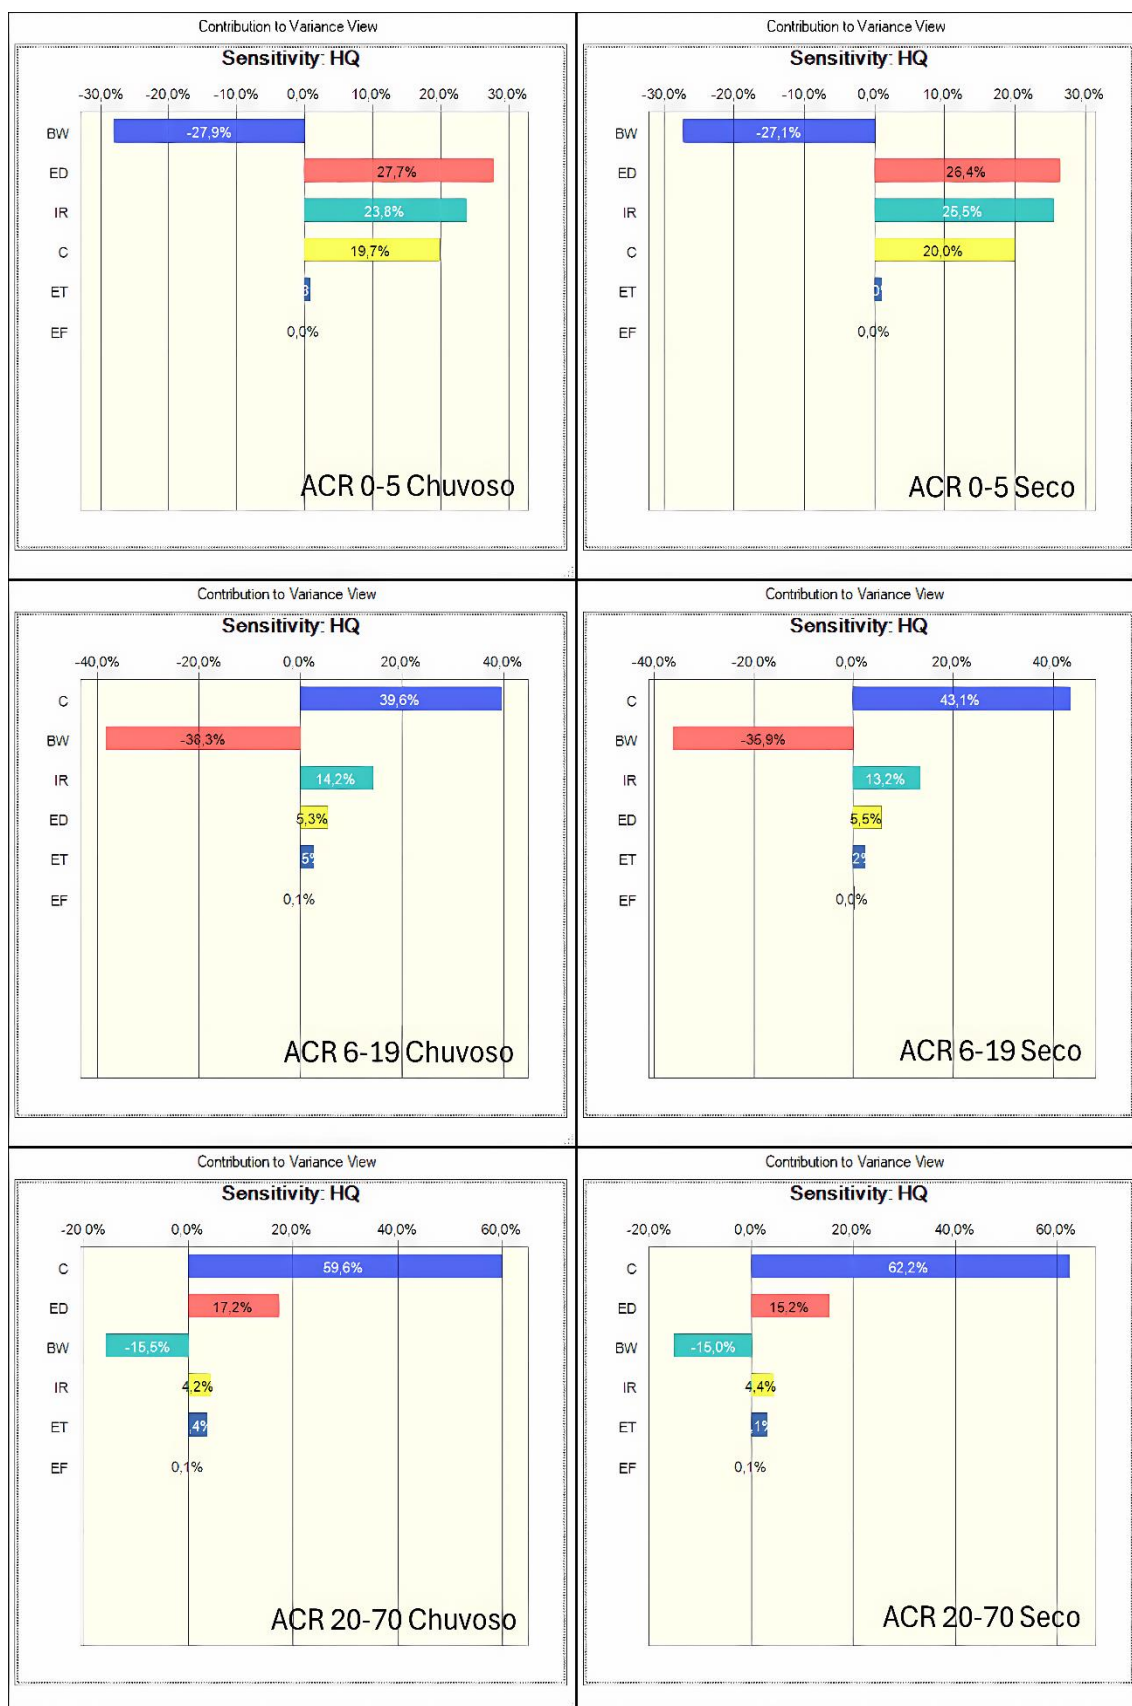 Contribution to Variance View
Sensitivity: HQ
-30,0% -20,0% -10,0% 0,0% 10,0% 20,0% 30,0%
BW -27,9%
ED 27,7%
IR 23,8%
C 19,7%
ET
EF 0,0%
ACR 0-5 Chuvoso
Contribution to Variance View
Sensitivity: HQ
-30,0% -20,0% -10,0% 0,0% 10,0% 20,0% 30,0%
BW -27,1%
ED 26,4%
IR 25,5%
C 20,0%
ET
EF 0,0%
ACR 0-5 Seco
Contribution to Variance View
Sensitivity: HQ
-40,0% -20,0% 0,0% 20,0% 40,0%
C 39,6%
BW -38,3%
IR 14,2%
ED 5,3%
ET
EF 0,1%
ACR 6-19 Chuvoso
Contribution to Variance View
Sensitivity: HQ
-40,0% -20,0% 0,0% 20,0% 40,0%
C 43,1%
BW
IR 13,2%
ED 5,5%
ET
EF 0,0%
ACR 6-19 Seco
Contribution to Variance View
Sensitivity: HQ
-20,0% 0,0% 20,0% 40,0% 60,0%
C 59,6%
ED 17,2%
BW -15,5%
IR 4,2%
ET
EF 0,1%
ACR 20-70 Chuvoso
Contribution to Variance View
Sensitivity: HQ
-20,0% 0,0% 20,0% 40,0% 60,0%
C 62,2%
ED 15,2%
BW -15,0%
IR 4,4%
ET
EF 0,1%
ACR 20-70 Seco